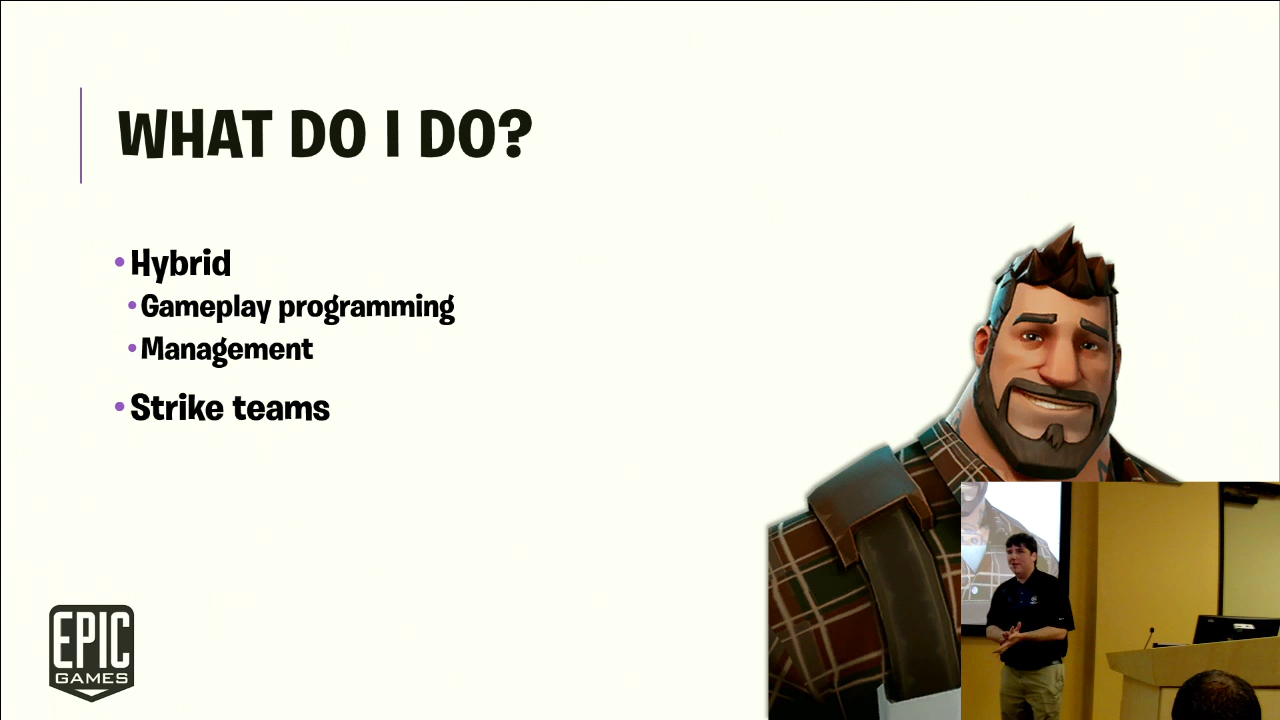 WHAT DO I DO?
•Hybrid
•Gameplay programming
•Management
•Strike teams
EPIC
GAMES